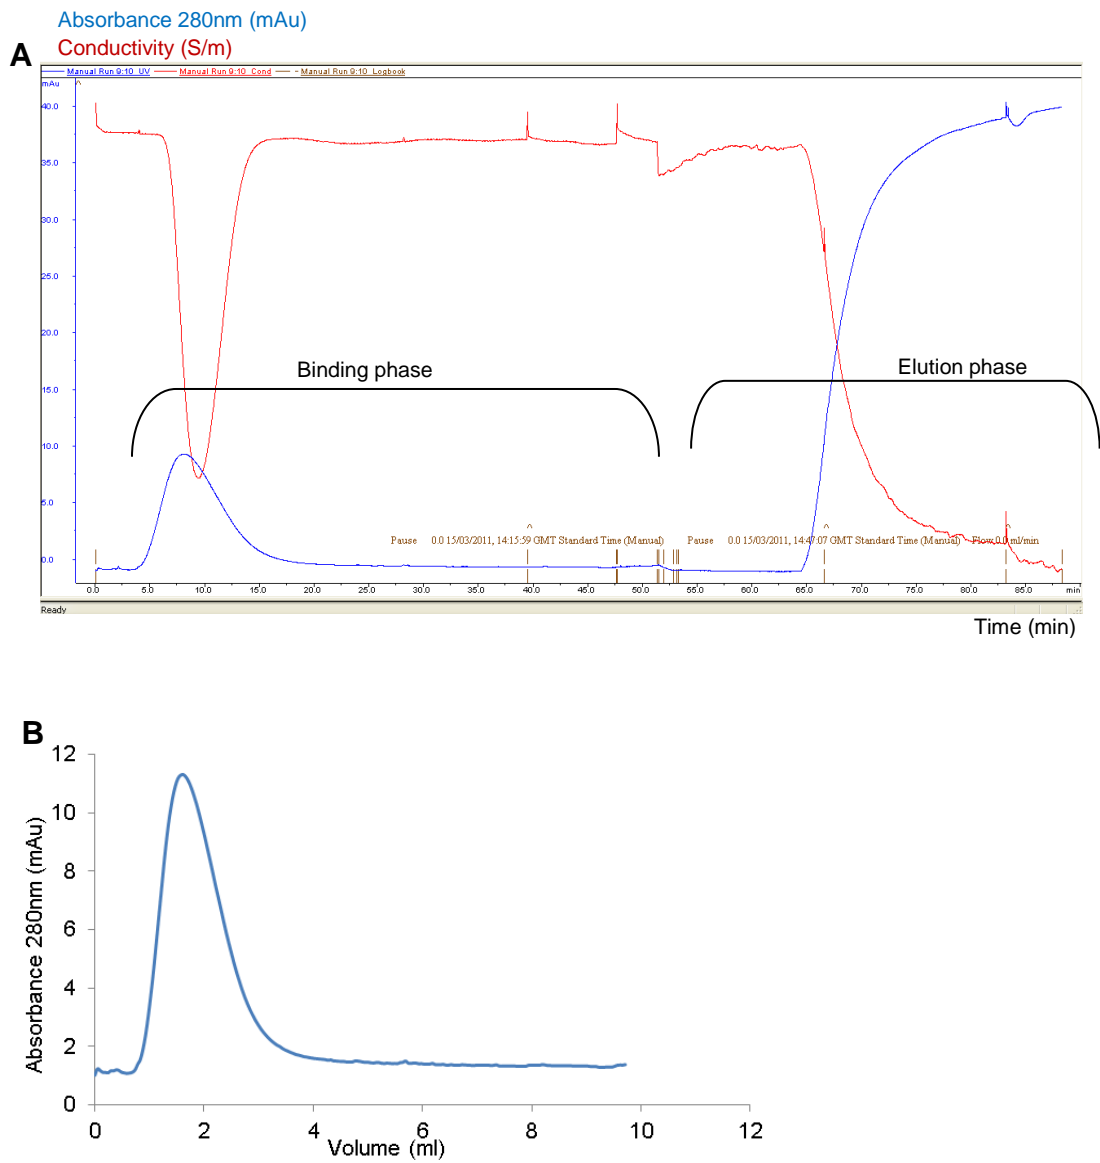 Absorbance 280nm (mAu)
Conductivity (S/m)
A
Manual Run 9:10_UV Manual Run 9:10_Cond Manual Run 9:10_Logbook
mAu
40.0
35.0
30.0
25.0
20.0
15.0
10.0
5.0
0.0
Binding phase
Elution phase
Pause 0.0 15/03/2011, 14:15:59 GMT Standard Time (Manual) Pause 0.0 15/03/2011, 14:47:07 GMT Standard Time (Manual) Flow 0.0 ml/min
0.0 5.0 10.0 15.0 20.0 25.0 30.0 35.0 40.0 45.0 50.0 55.0 60.0 65.0 70.0 75.0 80.0 85.0 min
Ready
Time (min)
B
Absorbance 280nm (mAu)
12
10
8
6
4
2
0
0 2 4 6 8 10 12
Volume (ml)